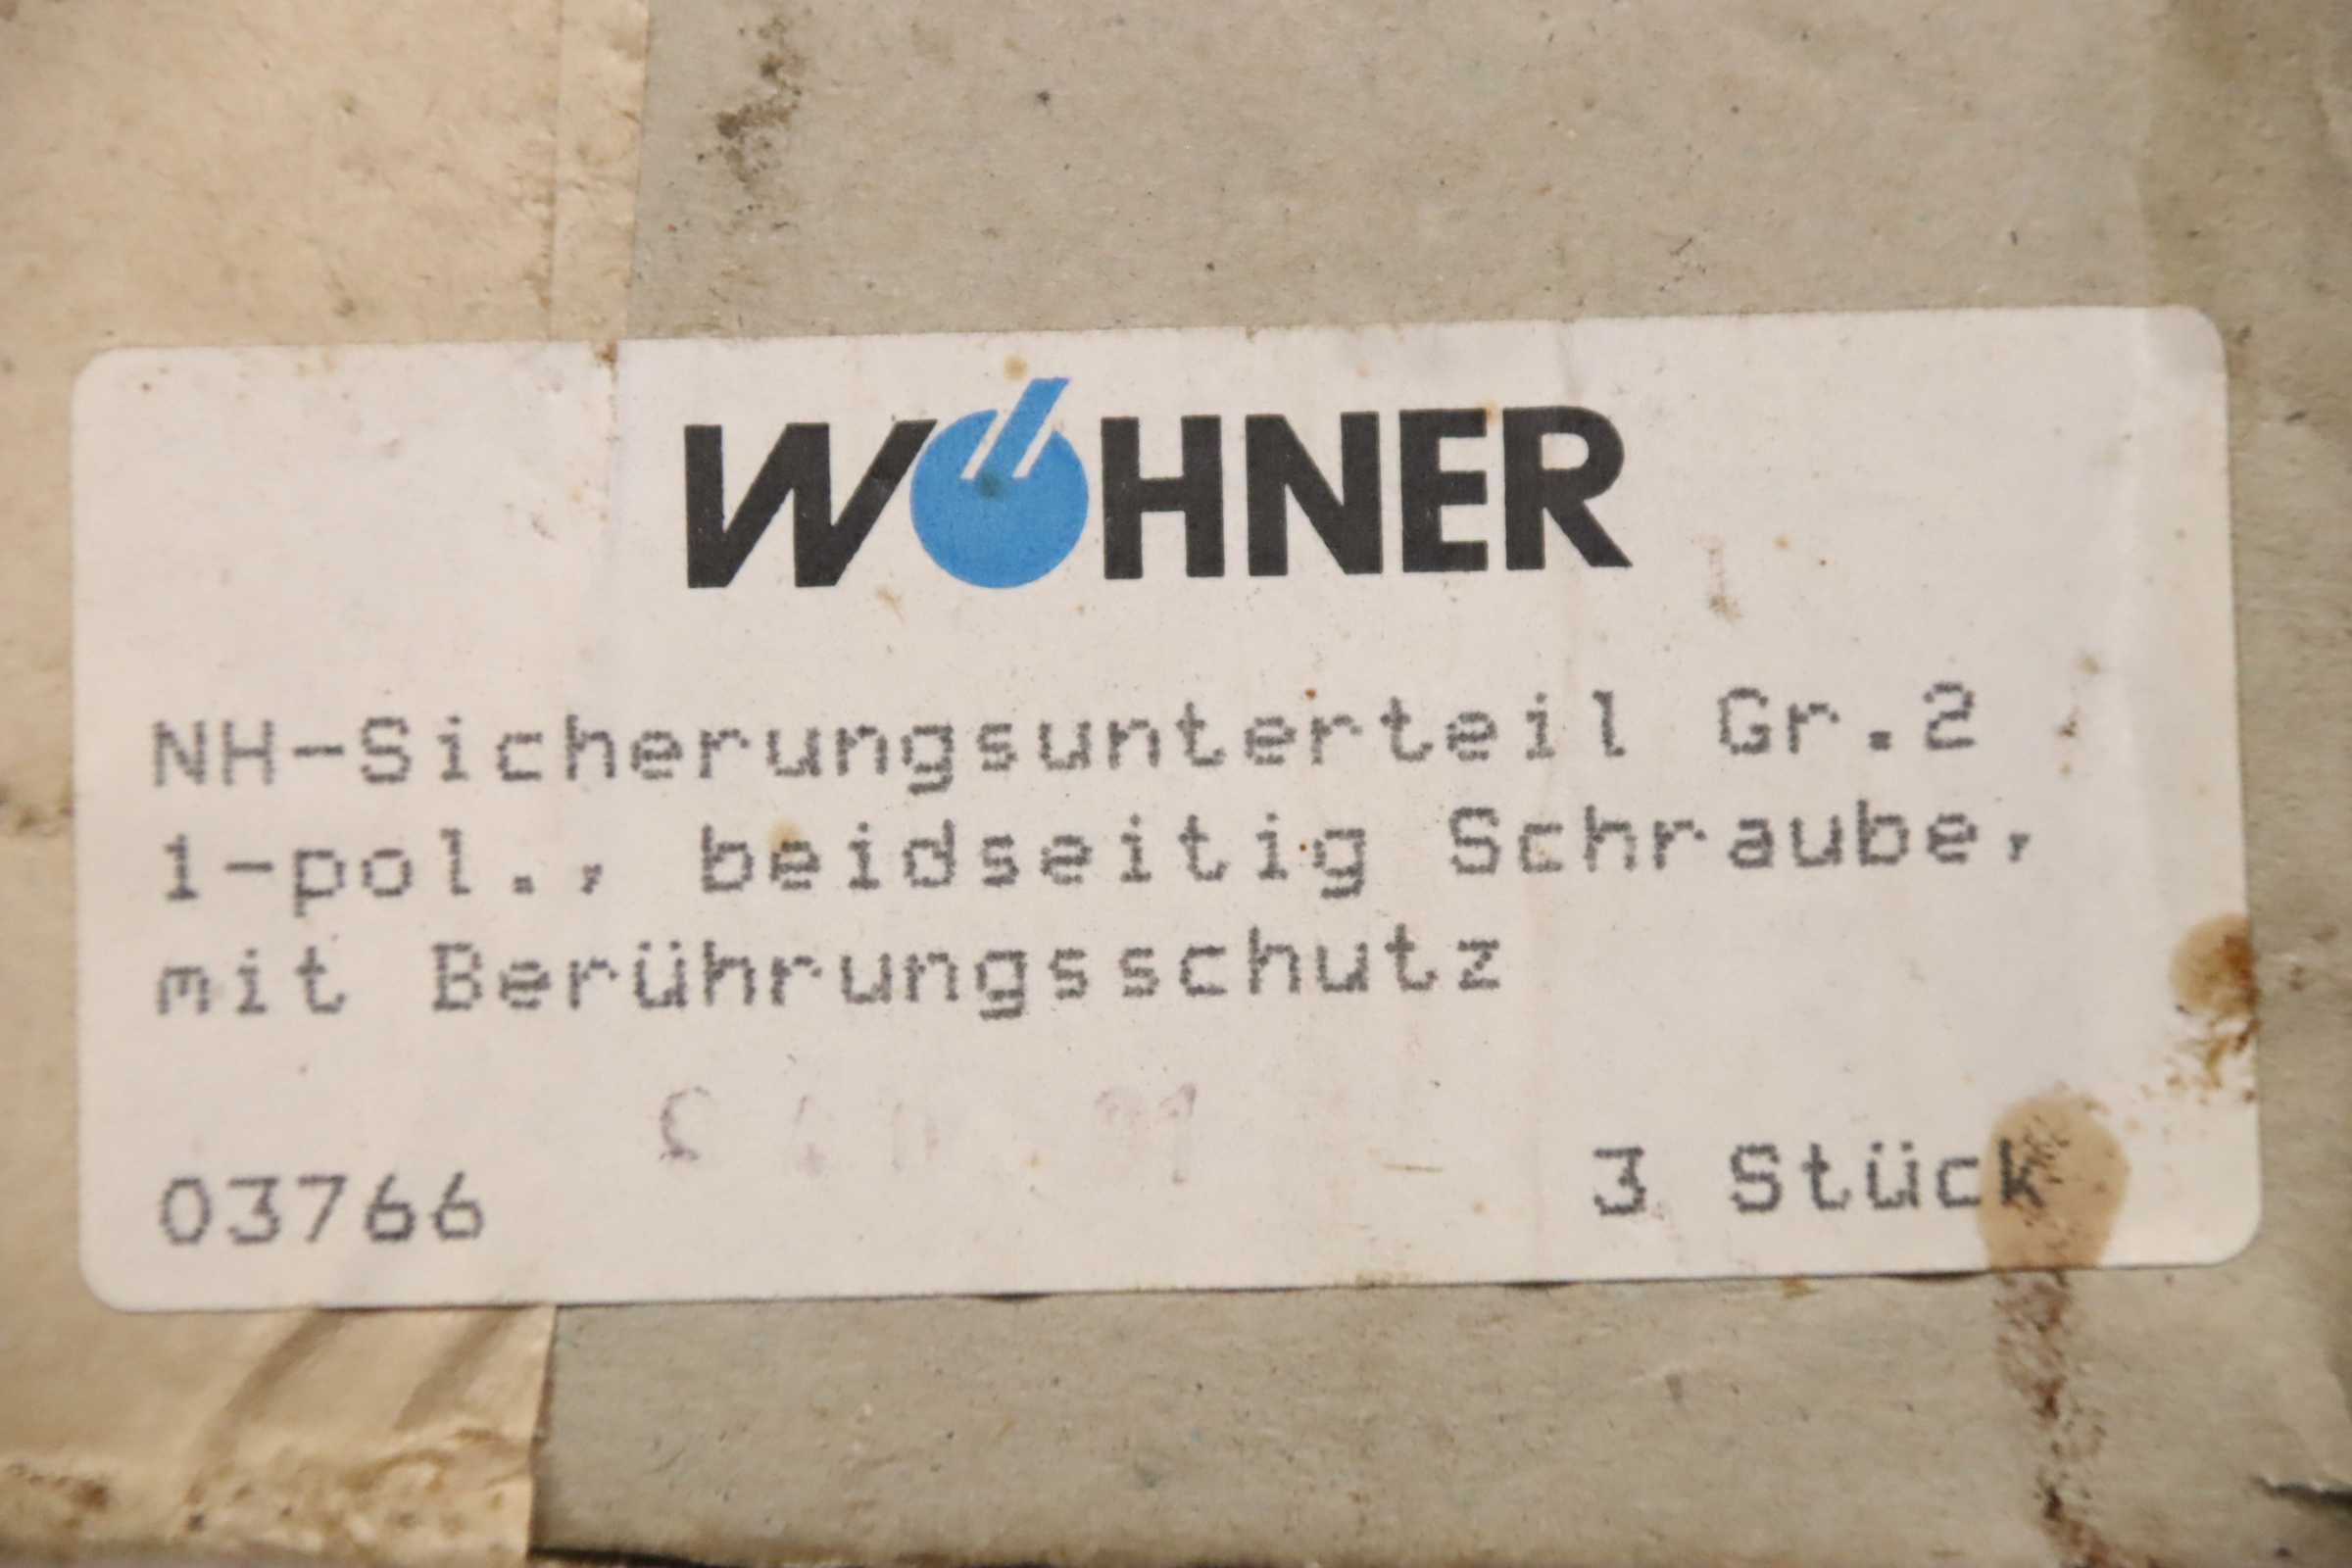 WÖHNER
NH-Sicherungsunterteil Gr.2
1-pol., beidseitig Schraube,
mit Berührungsschutz
03766
3 Stück